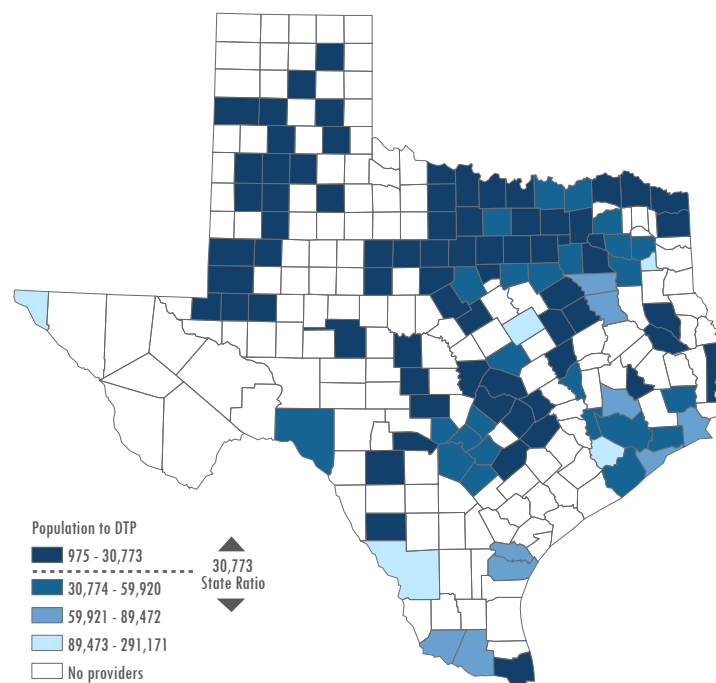 Population to DTP
975 - 30,773
30,773
State Ratio
30,774 - 59,920
59,921 - 89,472
89,473 - 291,171
No providers